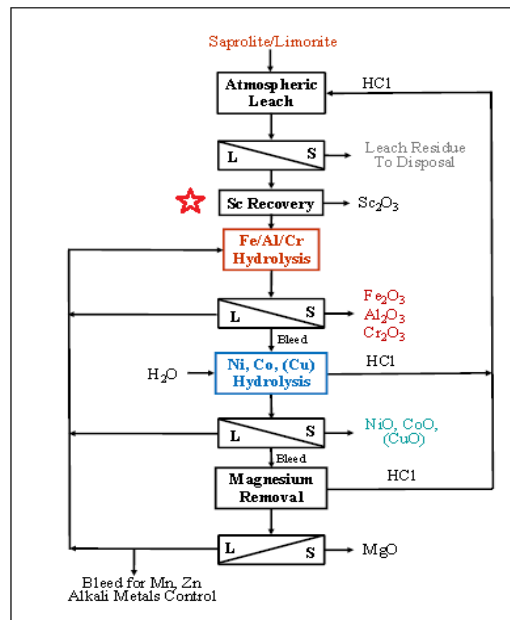 Saprolite/Limonite
Atmospheric
Leach
HCl
L
S
Leach Residue
To Disposal
Sc Recovery
Sc₂O₃
Fe/Al/Cr
Hydrolysis
L
S
Fe₂O₃
Al₂O₃
Cr₂O₃
Bleed
H₂O
Ni, Co, (Cu)
Hydrolysis
HCl
L
S
NiO, CoO,
(CuO)
Bleed
Magnesium
Removal
HCl
L
S
MgO
Bleed for Mn, Zn
Alkali Metals Control